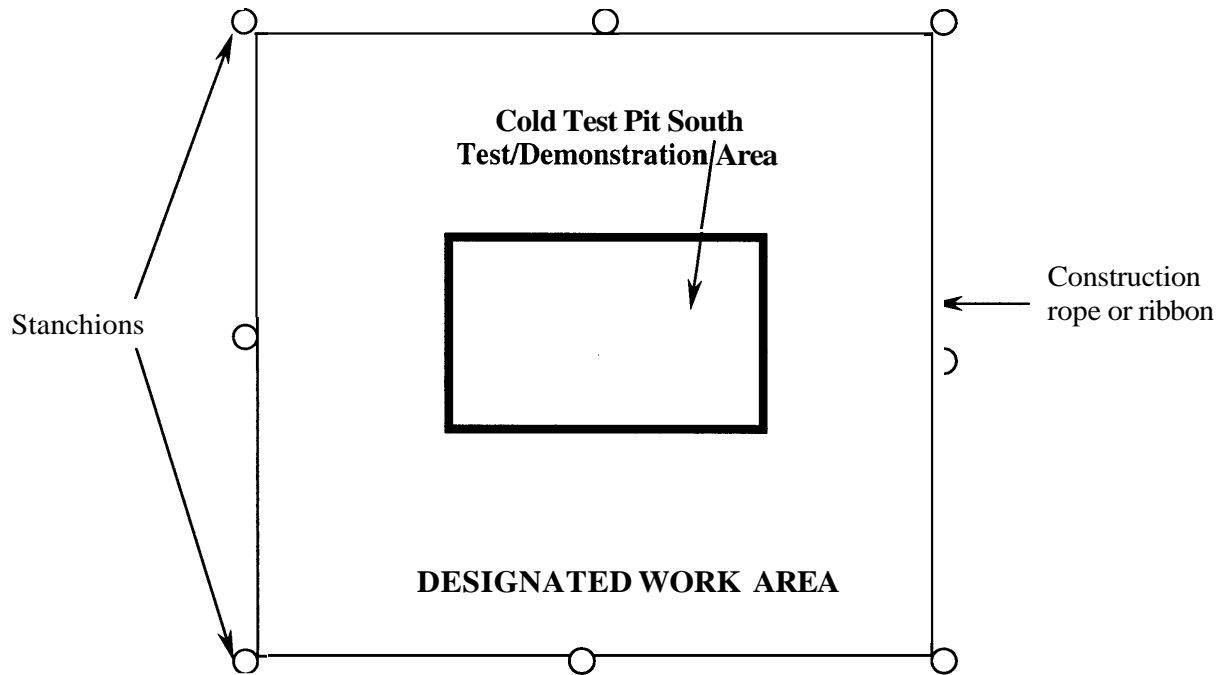 Cold Test Pit South
Test/Demonstration Area
Construction
rope or ribbon
Stanchions
DESIGNATED WORK AREA